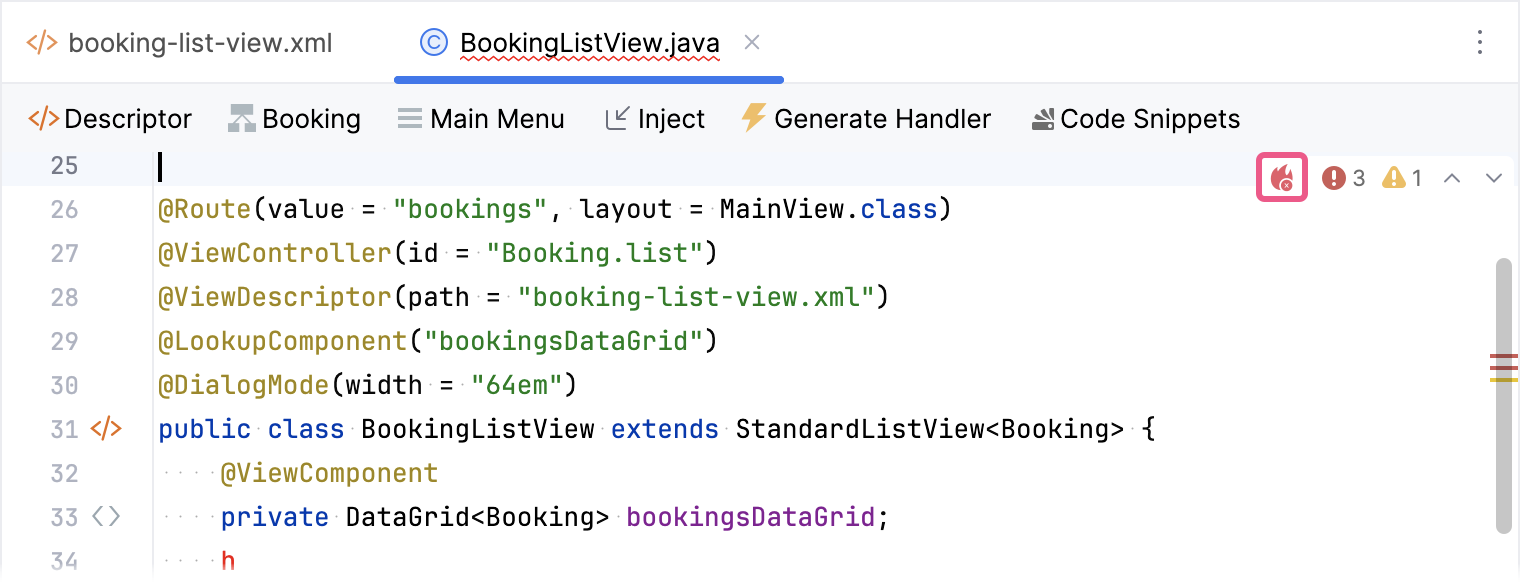 </> booking-list-view.xml © BookingListView.java ×
</> Descriptor Booking Main Menu Inject Generate Handler Code Snippets
25 3 1
26 @Route(value = "bookings", layout = MainView.class)
27 @ViewController(id = "Booking.list")
28 @ViewDescriptor(path = "booking-list-view.xml")
29 @LookupComponent("bookingsDataGrid")
30 @DialogMode(width = "64em")
31 </> public class BookingListView extends StandardListView<Booking> {
32 @ViewComponent
33 <> private DataGrid<Booking> bookingsDataGrid;
34 h